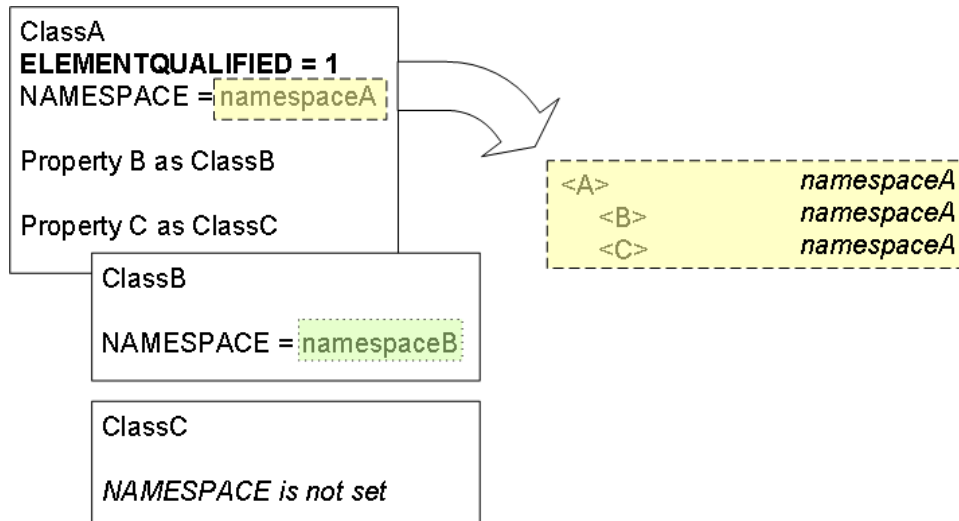 ClassA
ELEMENTQUALIFIED = 1
NAMESPACE = namespaceA
Property B as ClassB
Property C as ClassC
ClassB
NAMESPACE = namespaceB
ClassC
NAMESPACE is not set
<A> namespaceA
<B> namespaceA
<C> namespaceA